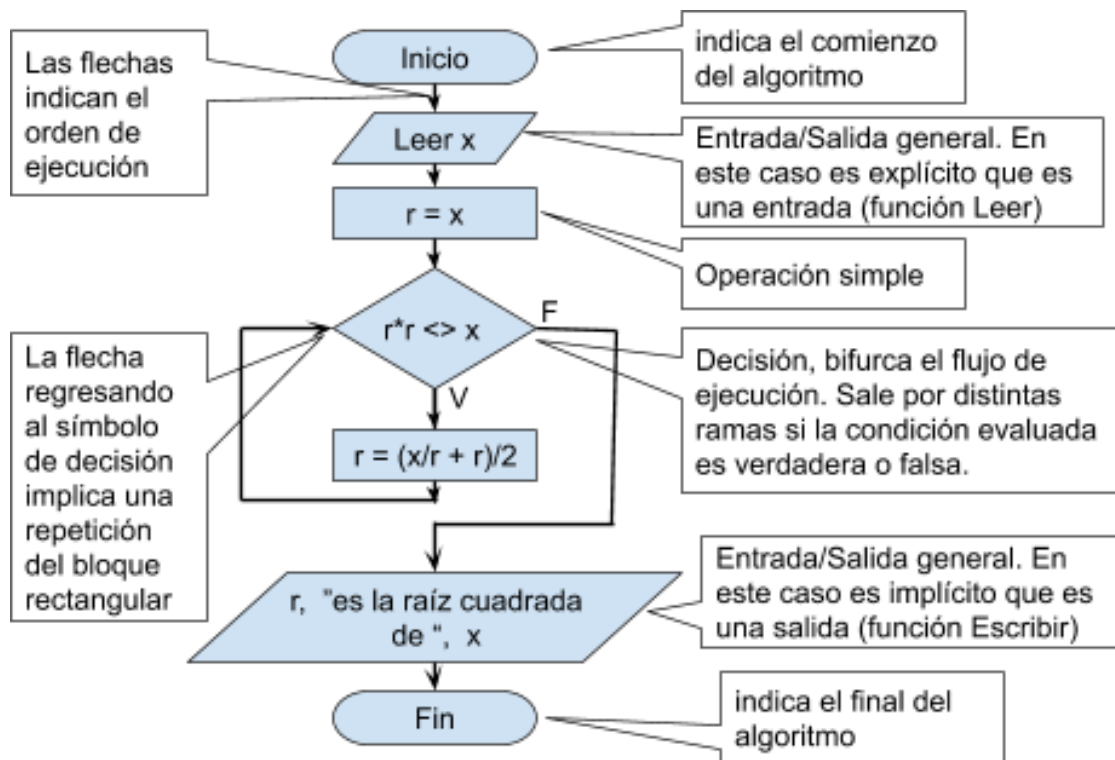 Inicio
indica el comienzo
del algoritmo
Las flechas
indican el
orden de
ejecución
Leer x
Entrada/Salida general. En
este caso es explícito que es
una entrada (función Leer)
r = x
Operación simple
r*r <> x
F
V
La flecha
regresando
al símbolo
de decisión
implica una
repetición
del bloque
rectangular
Decisión, bifurca el flujo de
ejecución. Sale por distintas
ramas si la condición evaluada
es verdadera o falsa.
r = (x/r + r)/2
Entrada/Salida general. En
este caso es implícito que es
una salida (función Escribir)
r, "es la raíz cuadrada
de “, x
Fin
indica el final del
algoritmo